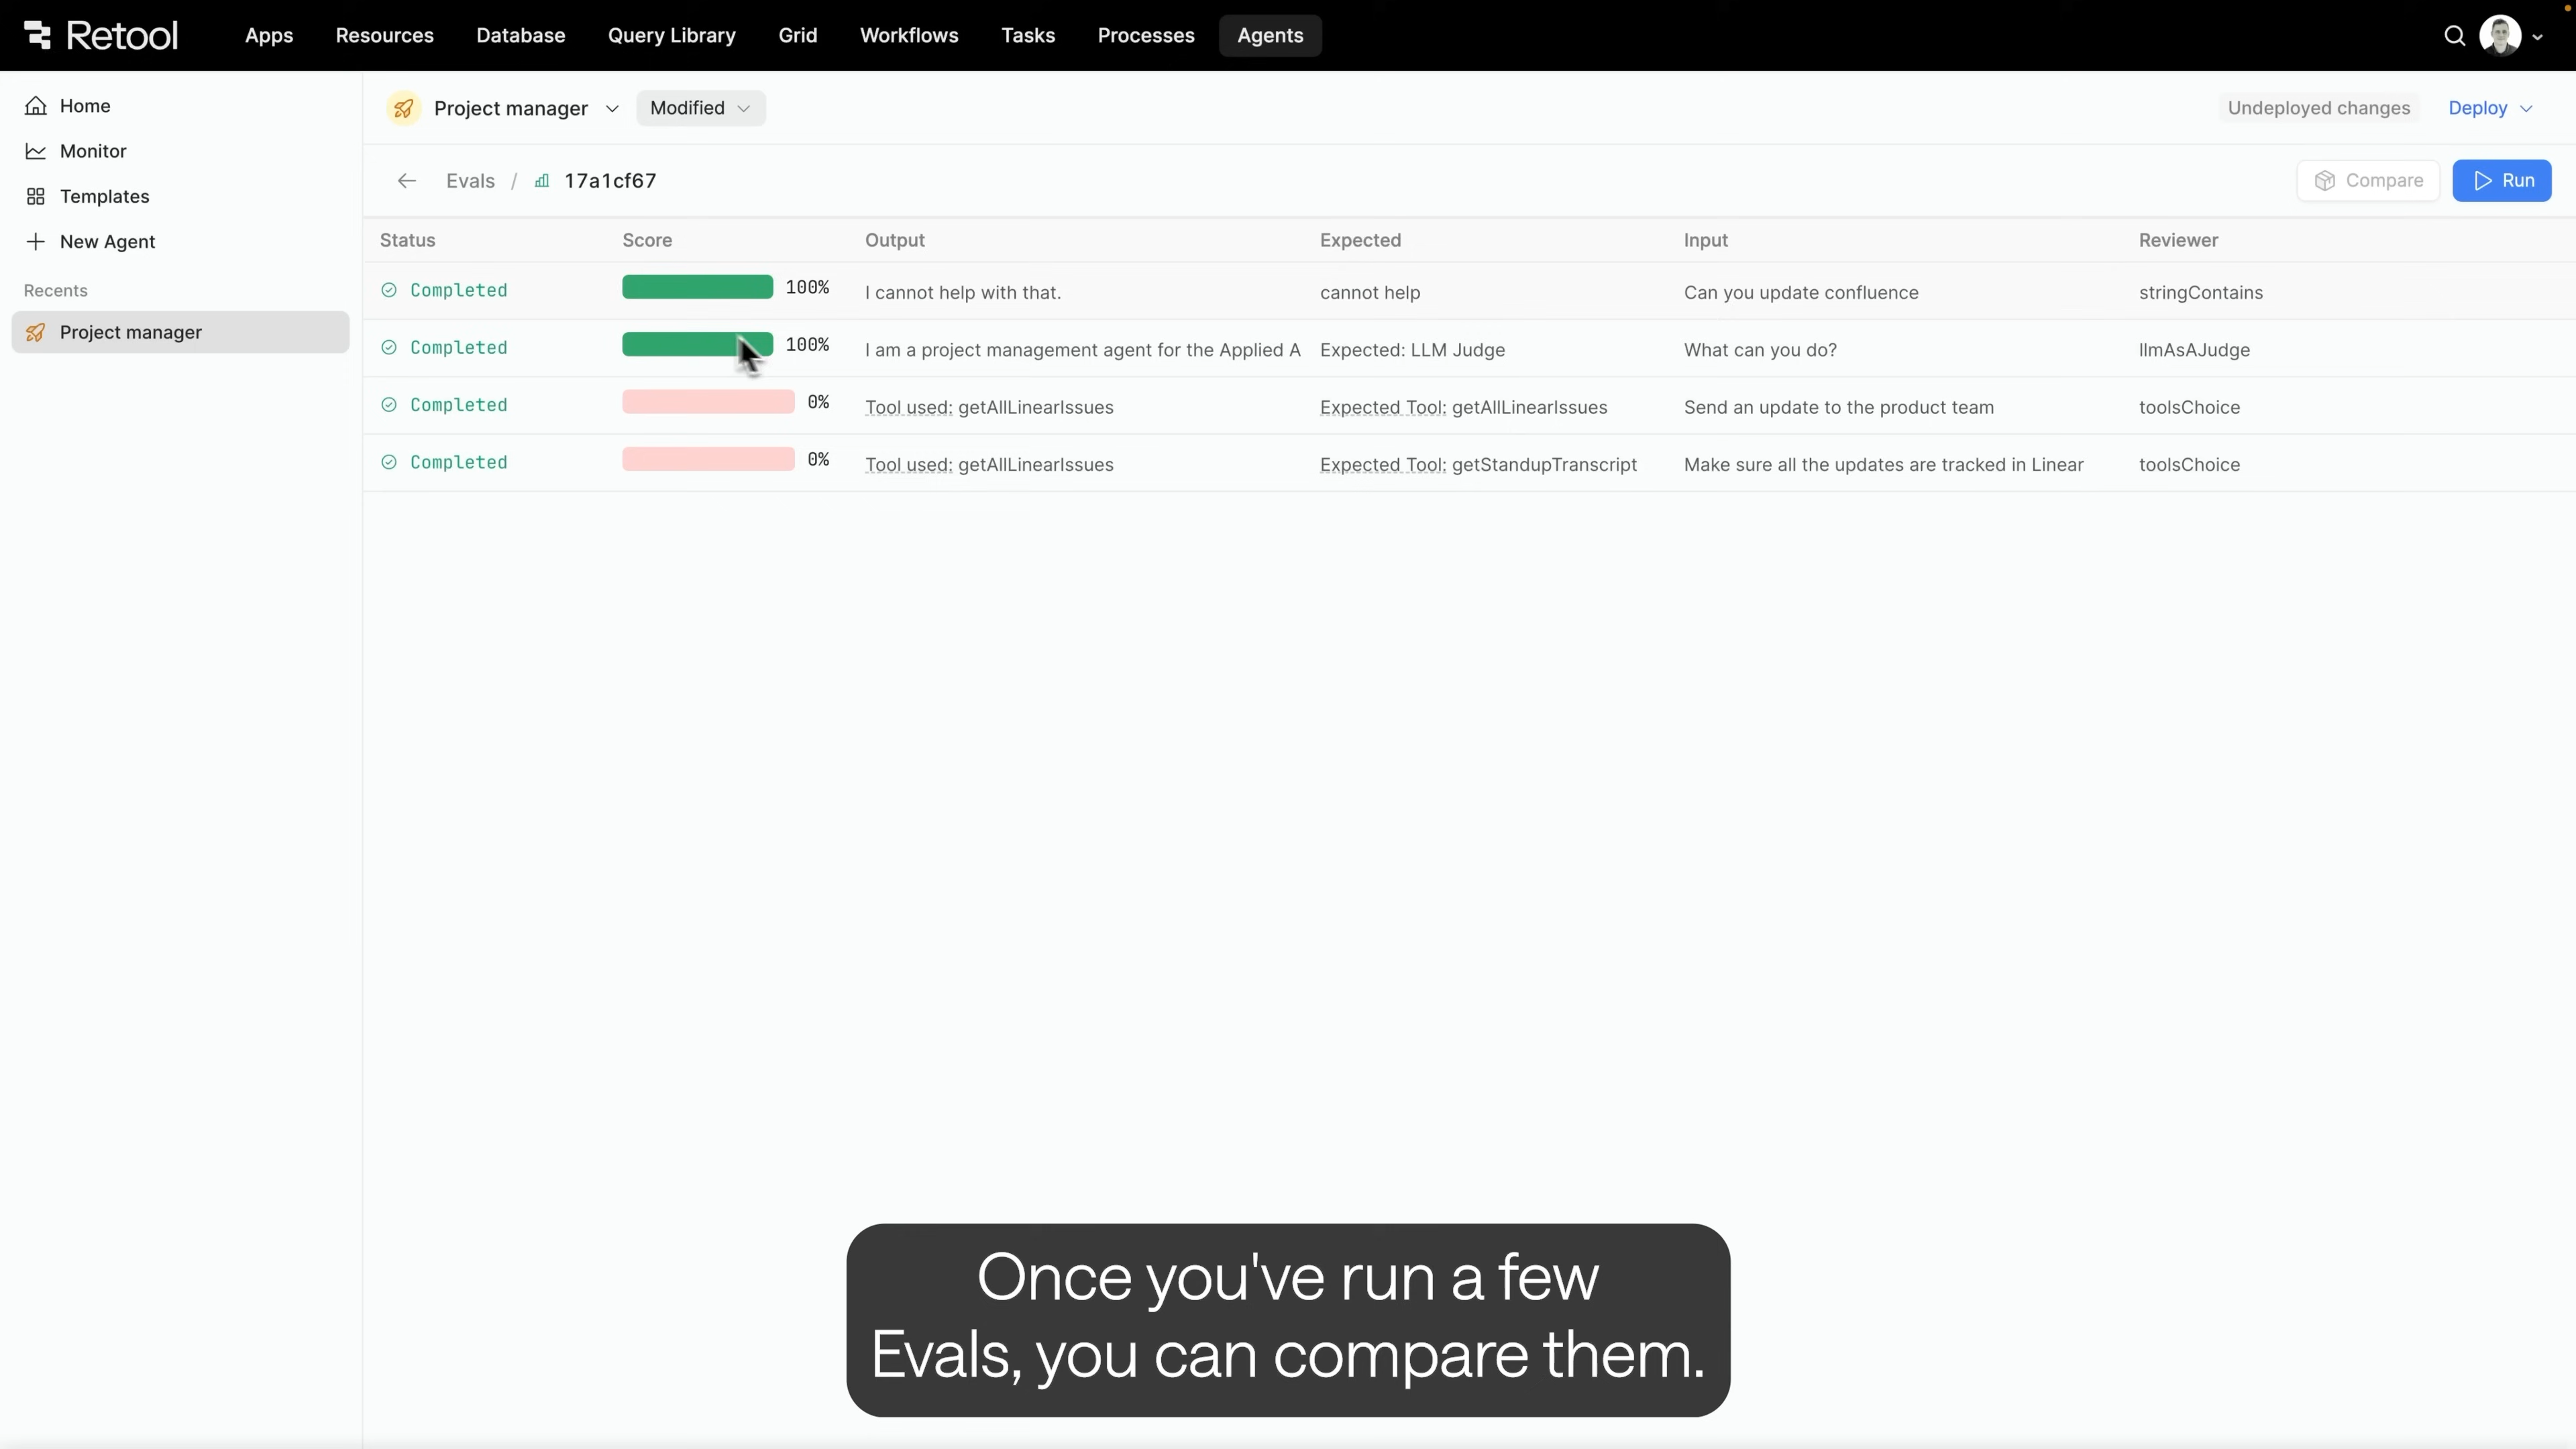 Retool Apps Resources Database Query Library Grid Workflows Tasks Processes Agents
Home
Monitor
Templates
New Agent
Recents
Project manager
Project manager Modified Undeployed changes Deploy
Evals / 17a1cf67 Compare Run
Status Score Output Expected Input Reviewer
Completed 100% I cannot help with that. cannot help Can you update confluence stringContains
Completed 100% I am a project management agent for the Applied A Expected: LLM Judge What can you do? llmAsAJudge
Completed 0% Tool used: getAllLinearIssues Expected Tool: getAllLinearIssues Send an update to the product team toolsChoice
Completed 0% Tool used: getAllLinearIssues Expected Tool: getStandupTranscript Make sure all the updates are tracked in Linear toolsChoice
Once you've run a few
Evals, you can compare them.